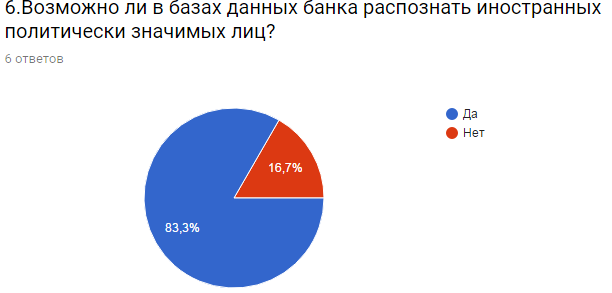 6.Возможно ли в базах данных банка распознать иностранных
политически значимых лиц?
6 ответов
Да
Нет
16,7%
83,3%